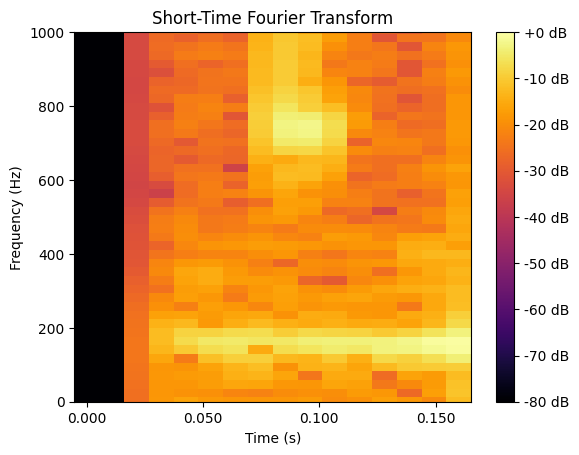 Short-Time Fourier Transform
1000
800
600
400
200
0
Frequency (Hz)
0.000
0.050
0.100
0.150
Time (s)
+0 dB
-10 dB
-20 dB
-30 dB
-40 dB
-50 dB
-60 dB
-70 dB
-80 dB